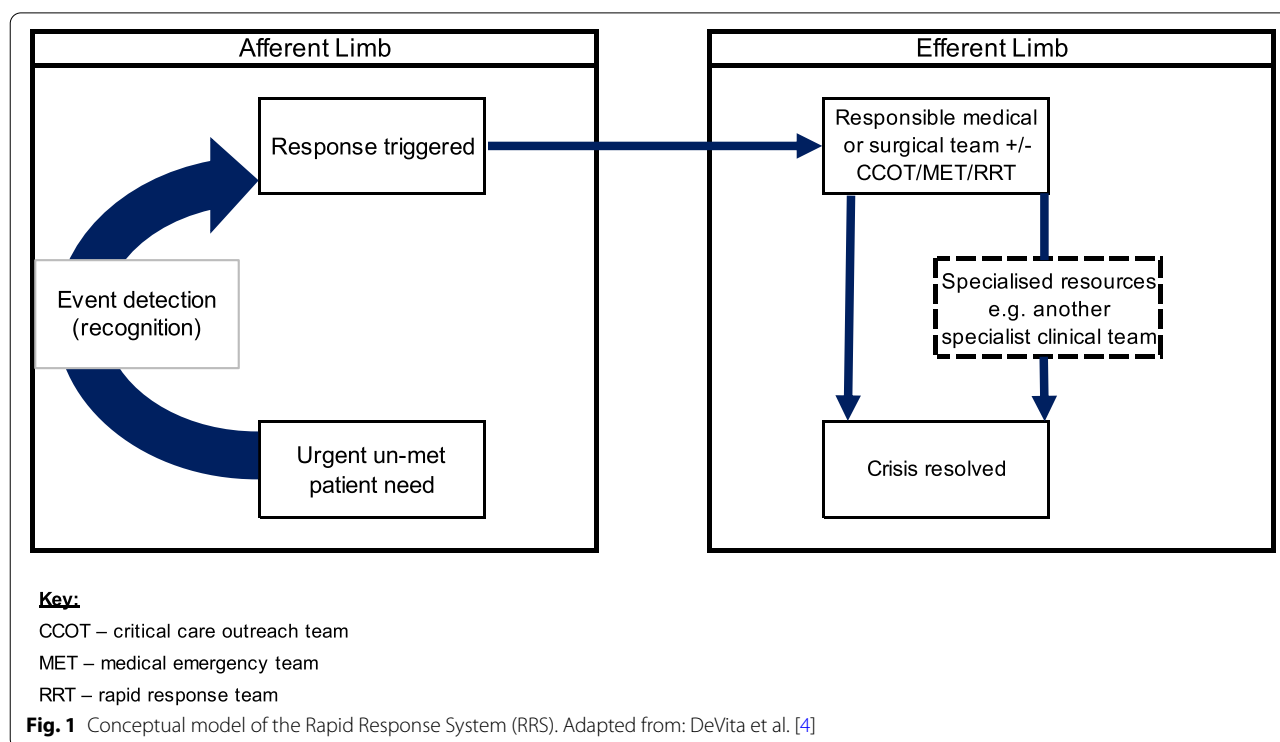 Afferent Limb
Response triggered
Event detection
(recognition)
Urgent un-met
patient need
Efferent Limb
Responsible medical
or surgical team +/-
CCOT/MET/RRT
Specialised resources
e.g. another
specialist clinical team
Crisis resolved
Key:
CCOT – critical care outreach team
MET – medical emergency team
RRT – rapid response team
Fig. 1 Conceptual model of the Rapid Response System (RRS). Adapted from: DeVita et al. [4]